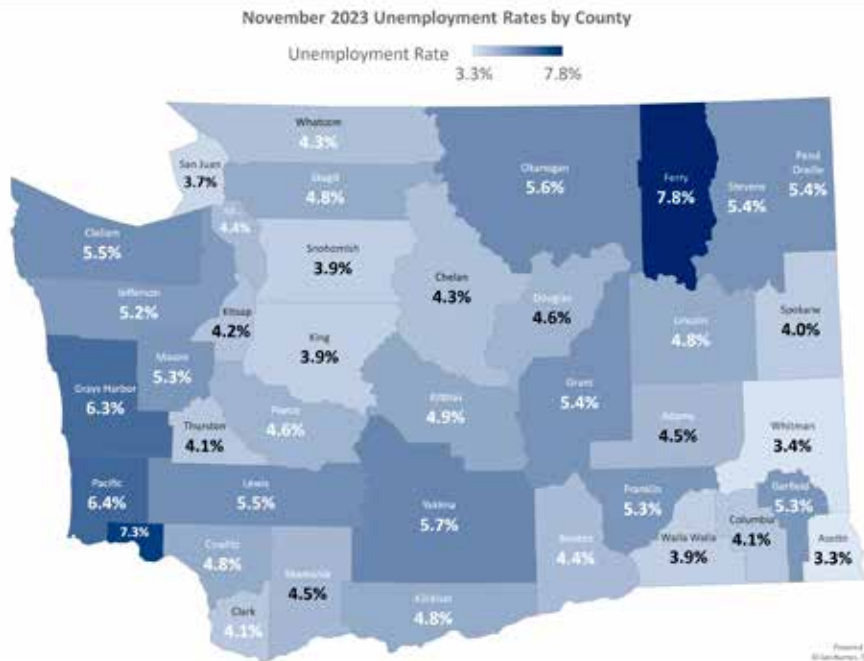 November 2023 Unemployment Rates by County
Unemployment Rate
3.3% 7.8%
Whatcom
4.3%
San Juan
3.7%
Skagit
4.8%
4.4%
Okanogan
5.6%
Ferry
7.8%
Stevens
5.4%
Pend
Oreille
5.4%
Clallam
5.5%
Snohomish
3.9%
Chelan
4.3%
Jefferson
5.2%
Kitsap
4.2%
King
3.9%
Douglas
4.6%
Lincoln
4.8%
Spokane
4.0%
Mason
5.3%
Grays Harbor
6.3%
Thurston
4.1%
Pierce
4.6%
Kittitas
4.9%
Grant
5.4%
Adams
4.5%
Whitman
3.4%
Pacific
6.4%
Lewis
5.5%
Yakima
5.7%
Franklin
5.3%
Garfield
5.3%
7.3%
Cowlitz
4.8%
Skamania
4.5%
Benton
4.4%
Walla Walla
3.9%
Columbia
4.1%
Asotin
3.3%
Clark
4.1%
Klickitat
4.8%
Powered